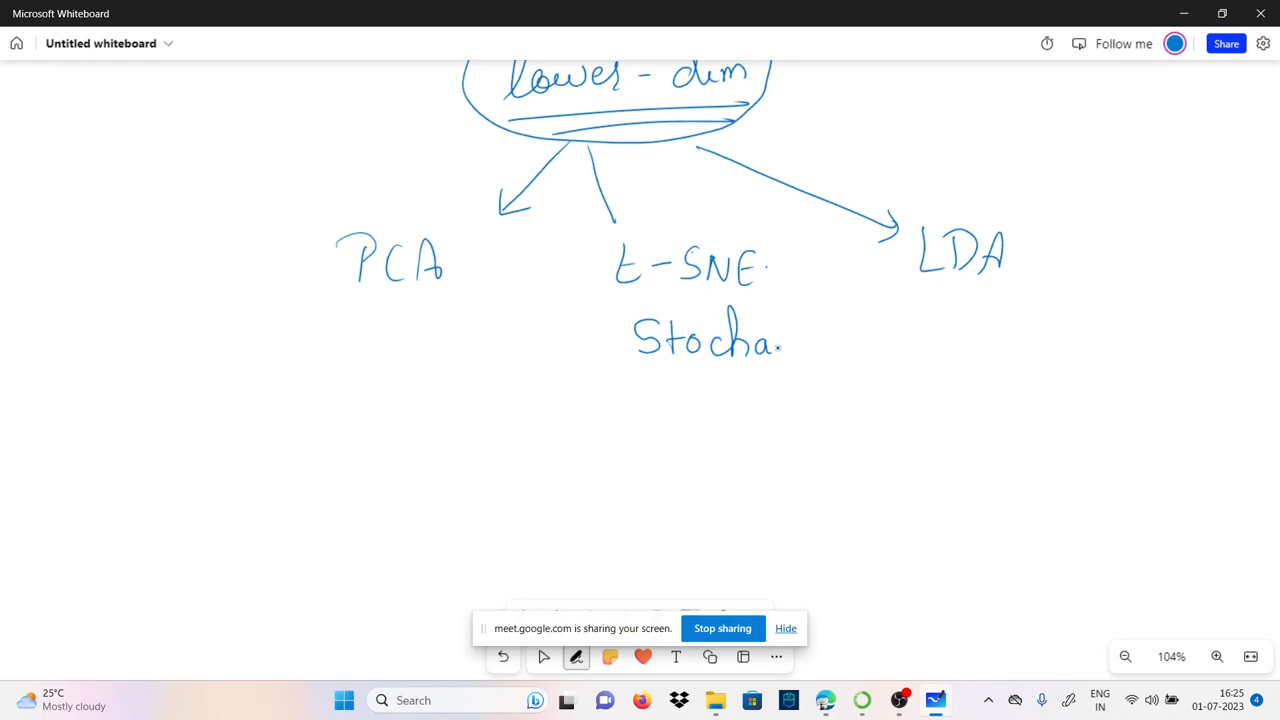 Microsoft Whiteboard
Untitled whiteboard
Follow me
Share
lower - dim
PCA
t-SNE.
LDA
Stocha
meet.google.com is sharing your screen.
Stop sharing
Hide
104%
25°C
Mostly cloudy
Search
ENG
IN
16:25
01-07-2023
4